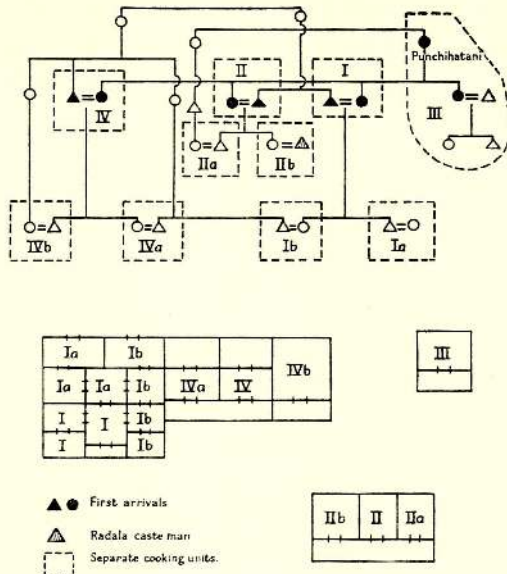 Punchihatani
II I
IV III
IIa IIb
IVb IVa Ib Ia
Ia Ib III
IVb
Ia Ia Ib IVa IV
I I Ib
I Ib
First arrivals
IIb II IIa
Radala caste man
Separate cooking units.